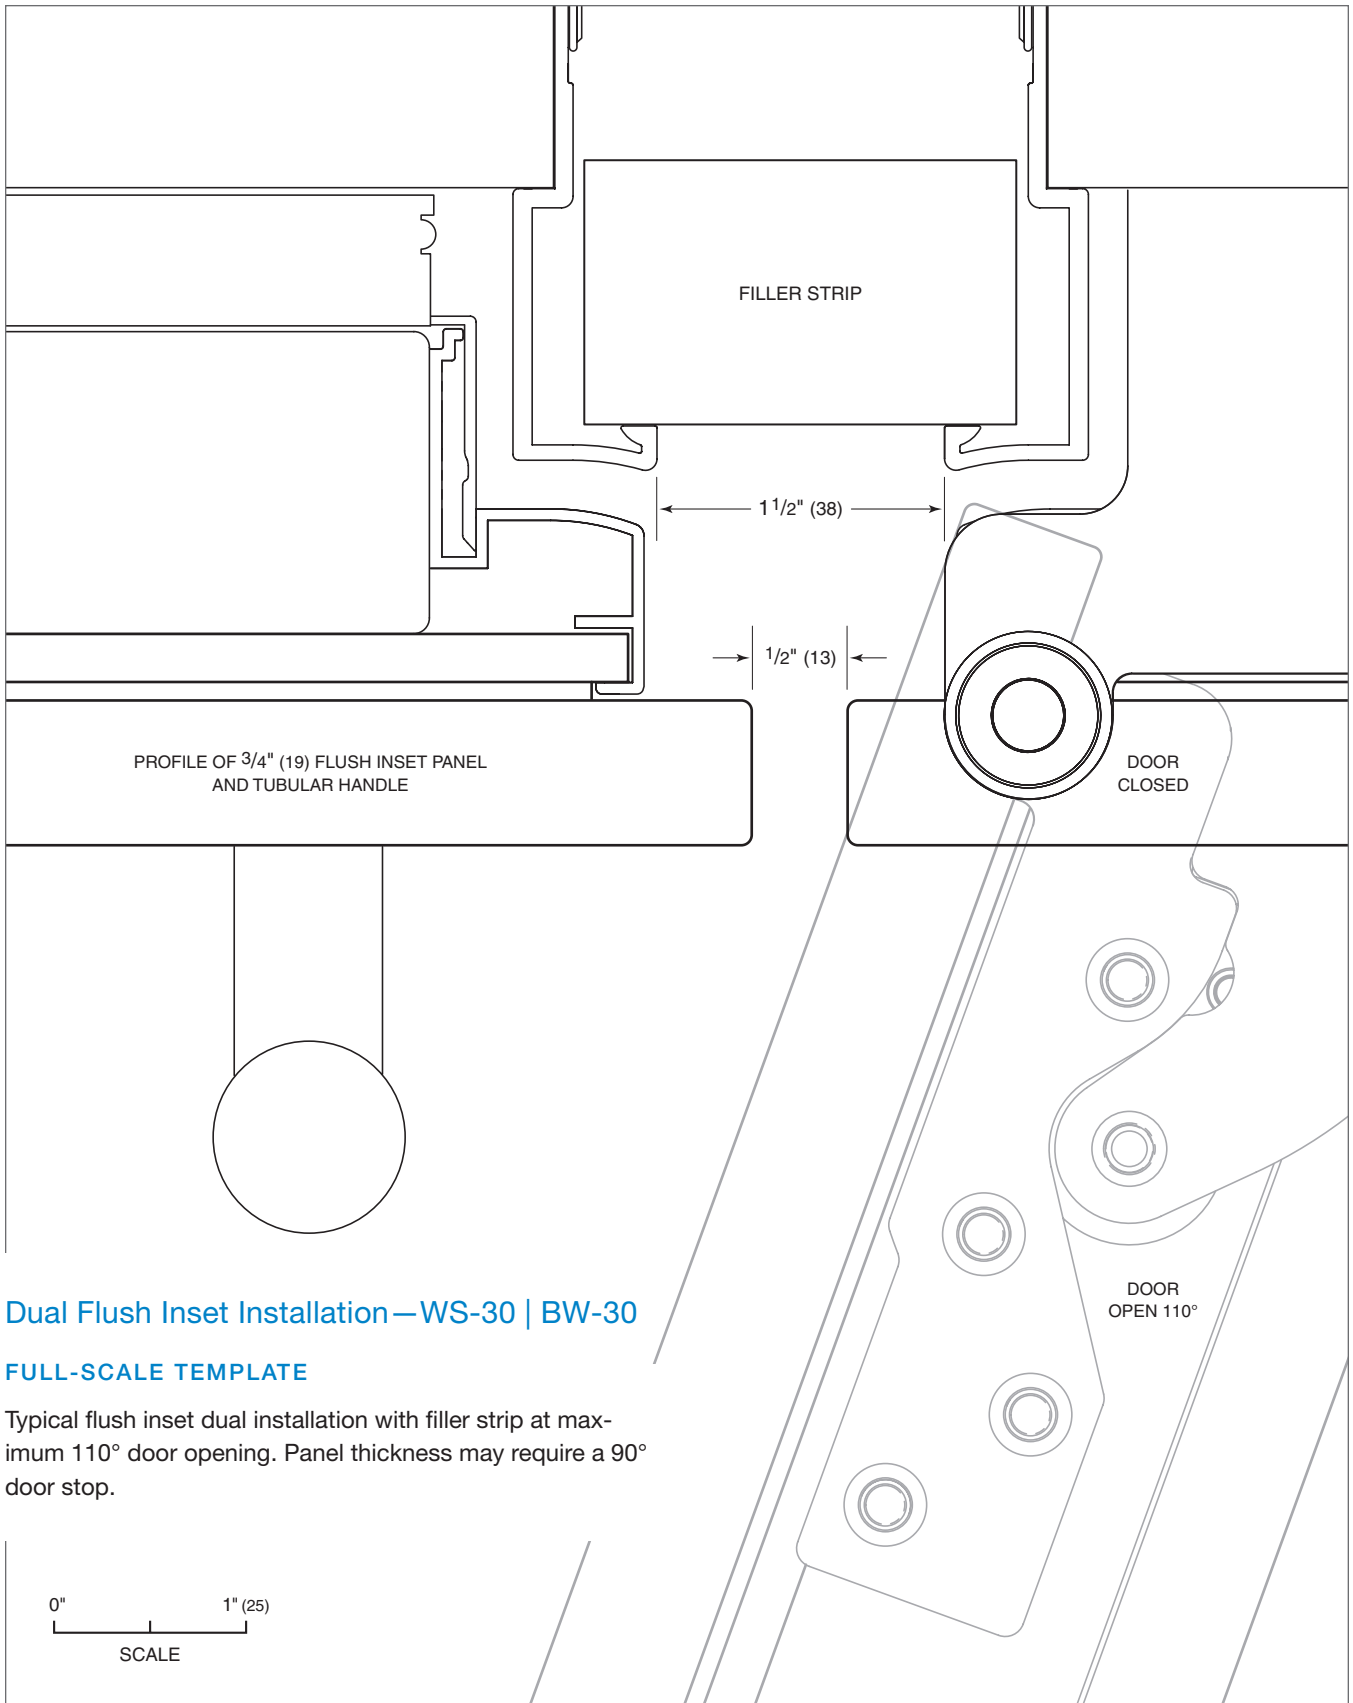 FILLER STRIP
1 1/2" (38)
1/2" (13)
PROFILE OF 3/4" (19) FLUSH INSET PANEL
AND TUBULAR HANDLE
DOOR
CLOSED
DOOR
OPEN 110°
Dual Flush Inset Installation—WS-30 | BW-30
FULL-SCALE TEMPLATE
Typical flush inset dual installation with filler strip at max-
imum 110° door opening. Panel thickness may require a 90°
door stop.
0" 1" (25)
SCALE